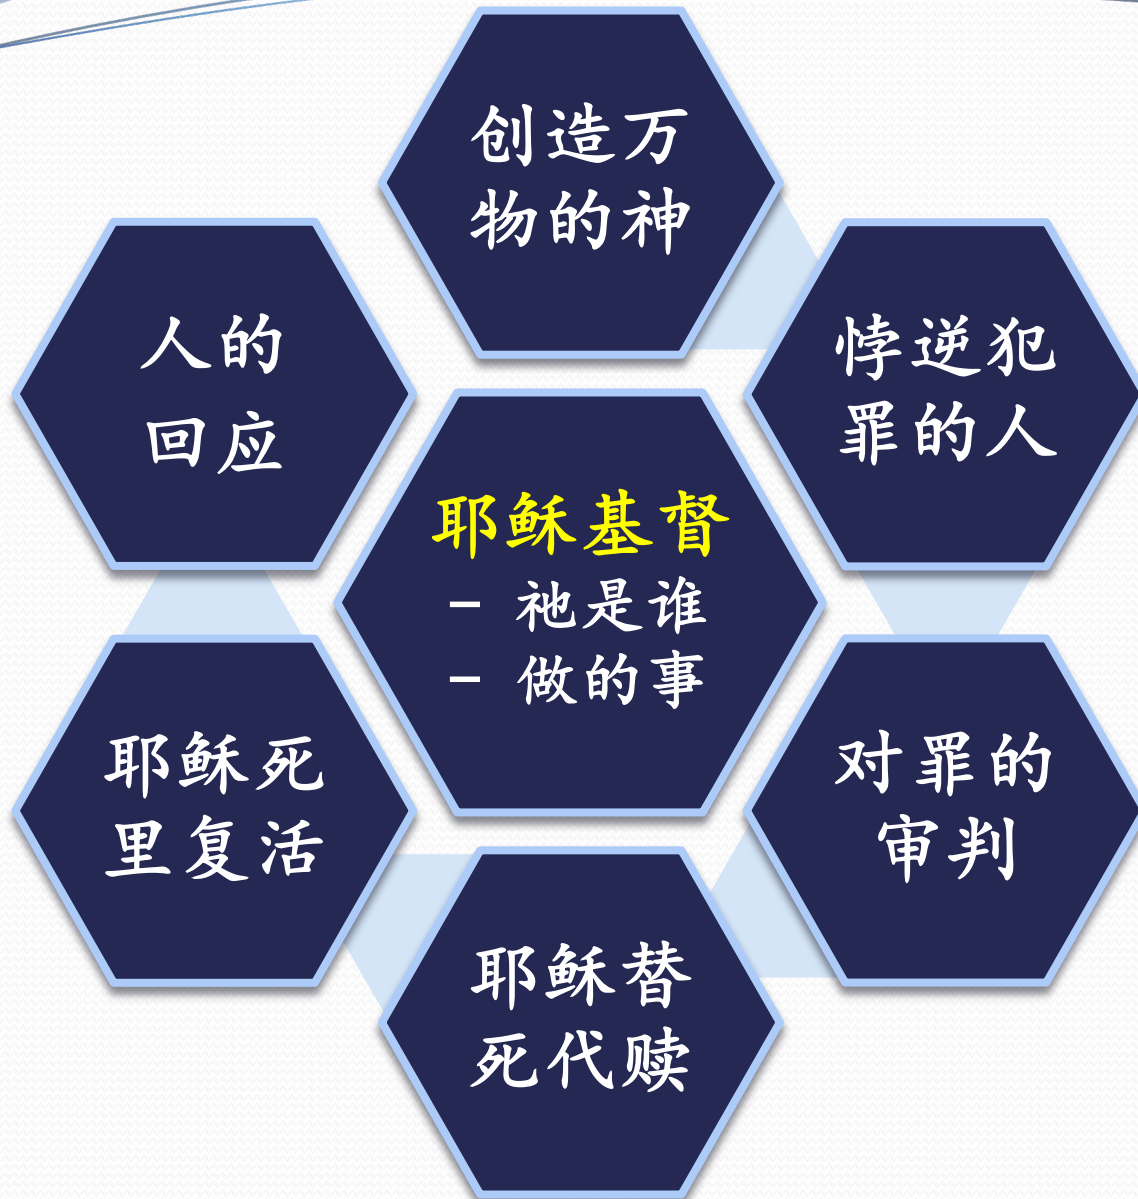 创造万
物的神
悖逆犯
罪的人
对罪的
审判
耶稣替
死代赎
耶稣死
里复活
人的
回应
耶稣基督
- 祂是谁
- 做的事